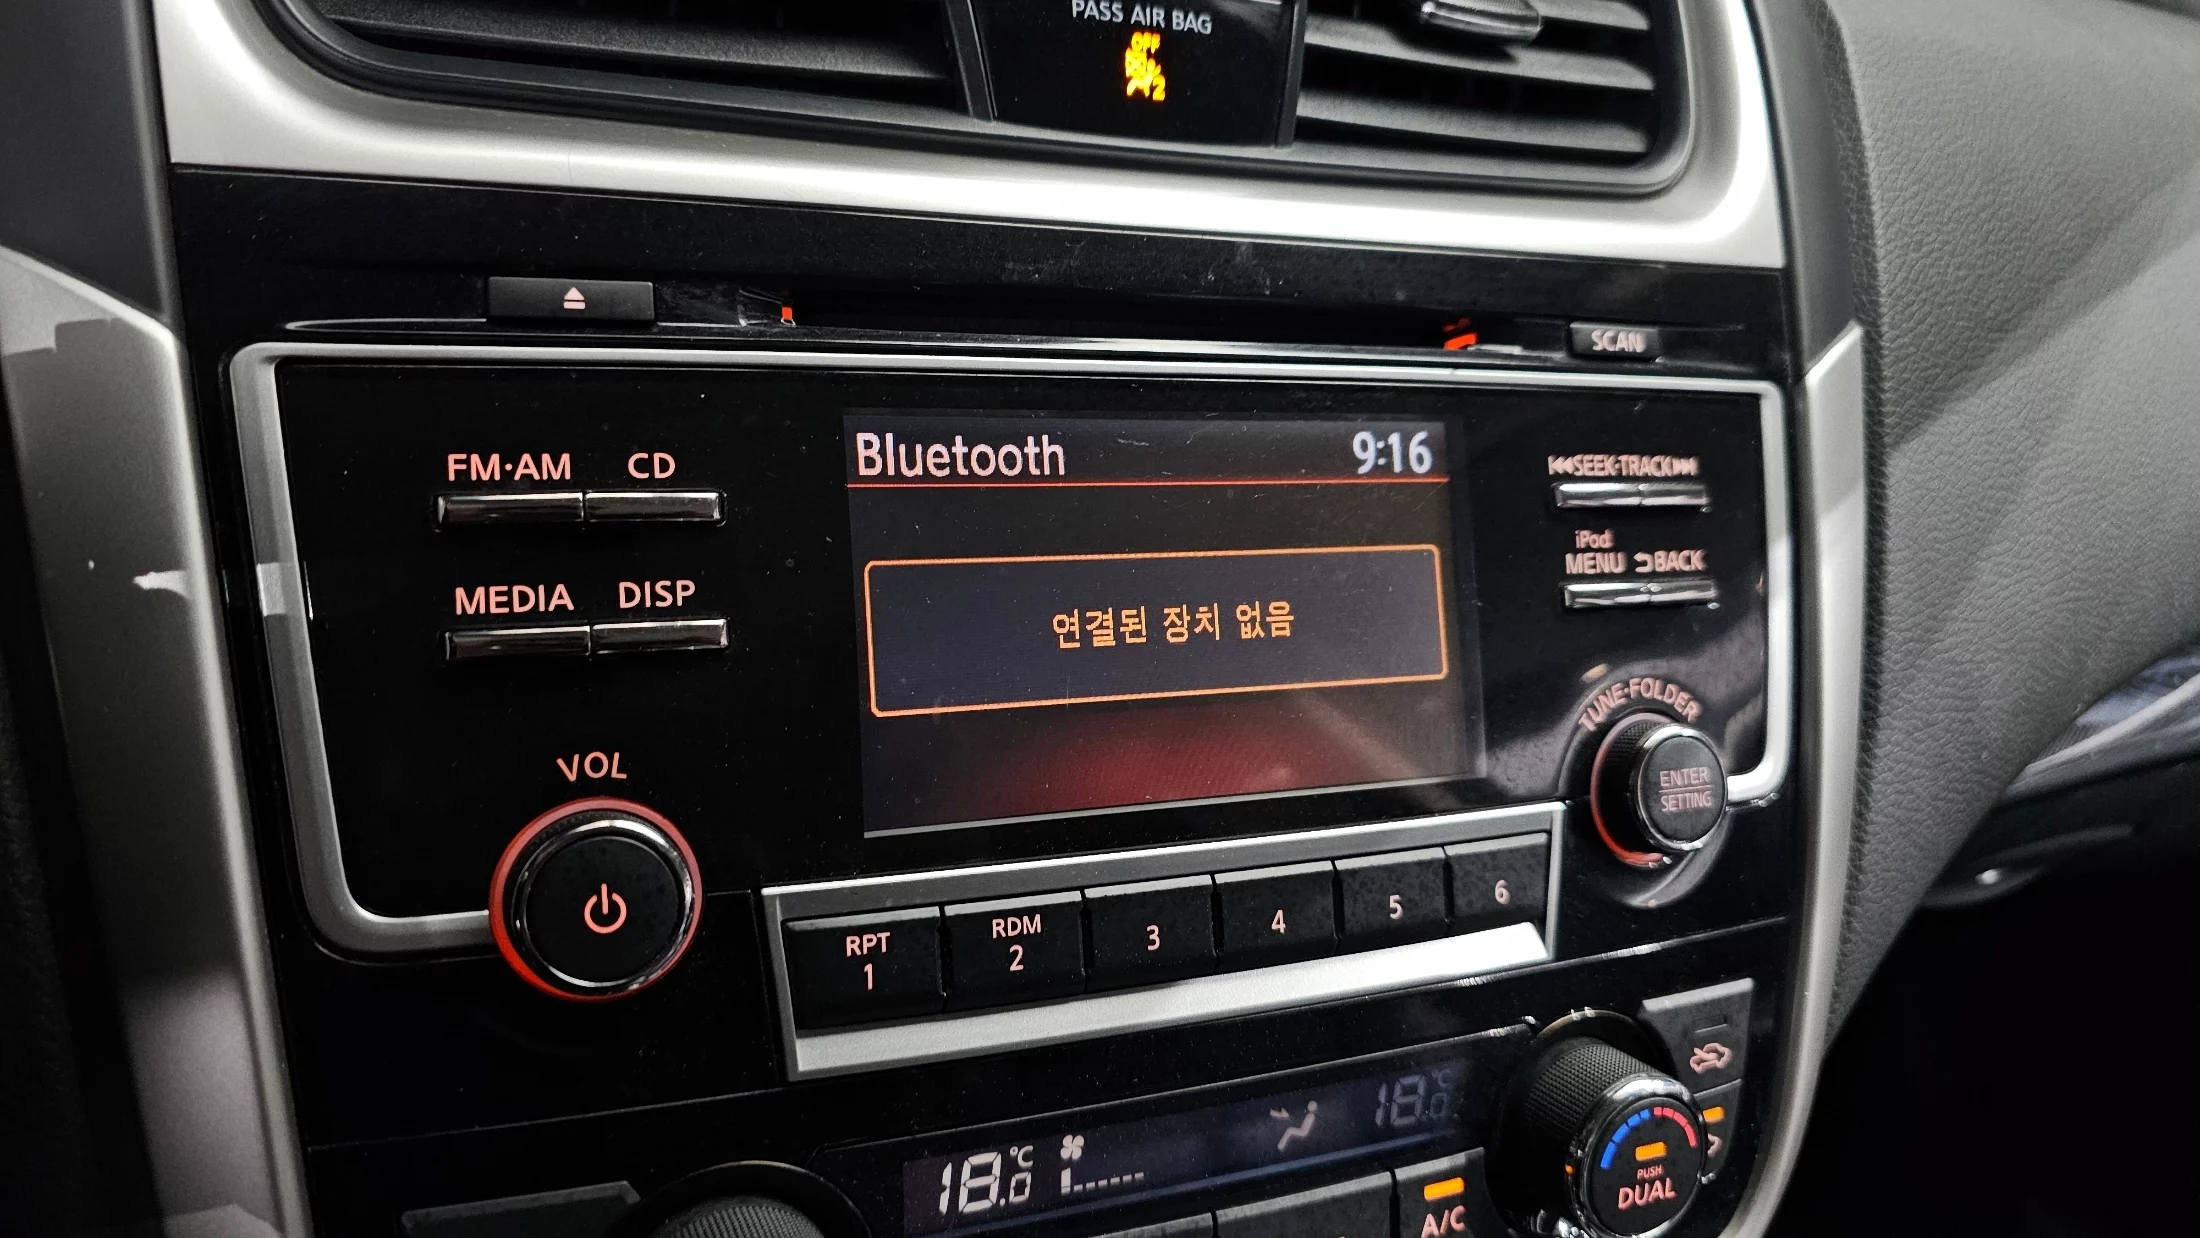 PASS AIR BAG
OFF
2
SCAN
FM·AM CD
MEDIA DISP
VOL
Bluetooth 9:16
연결된 장치 없음
SEEK·TRACK
iPod
MENU BACK
TUNE·FOLDER
ENTER
SETTING
RPT
1
RDM
2
3
4
5
6
18.0°C
18.0°C
A/C
PUSH
DUAL